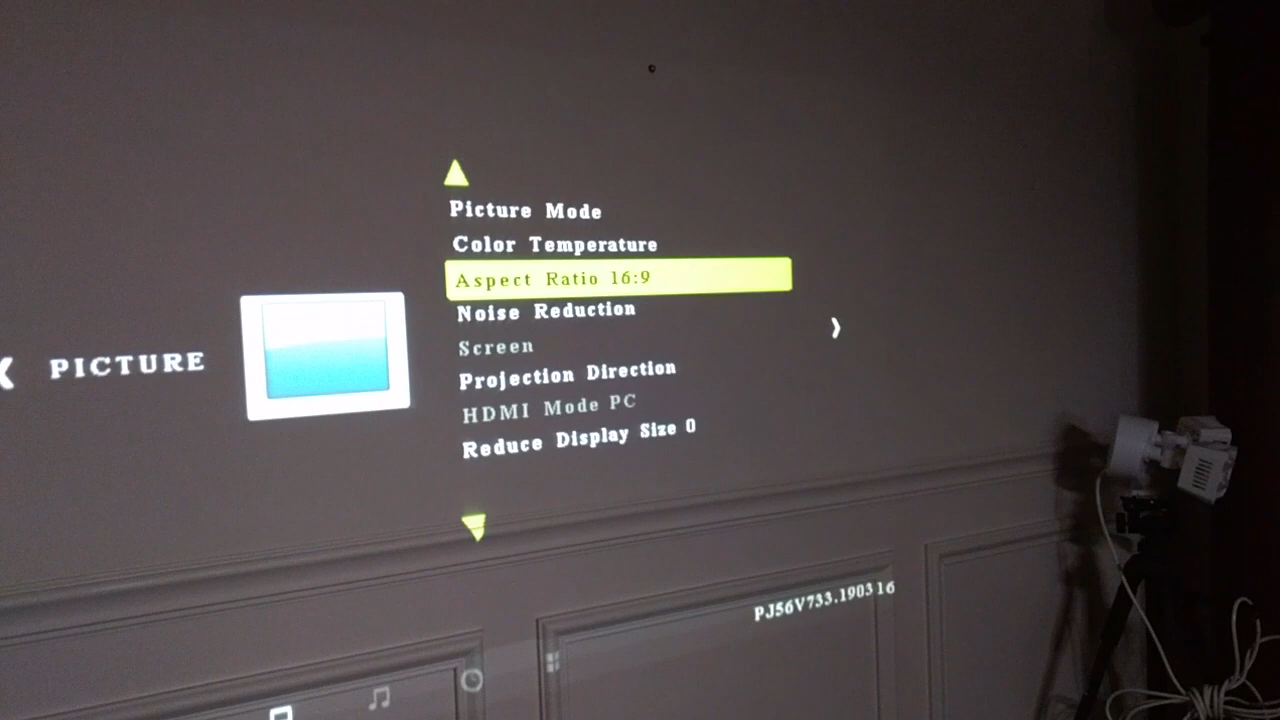 Picture Mode
Color Temperature
Aspect Ratio 16:9
Noise Reduction
PICTURE
Screen
Projection Direction
HDMI Mode PC
Reduce Display Size 0
PJ56V733.190316